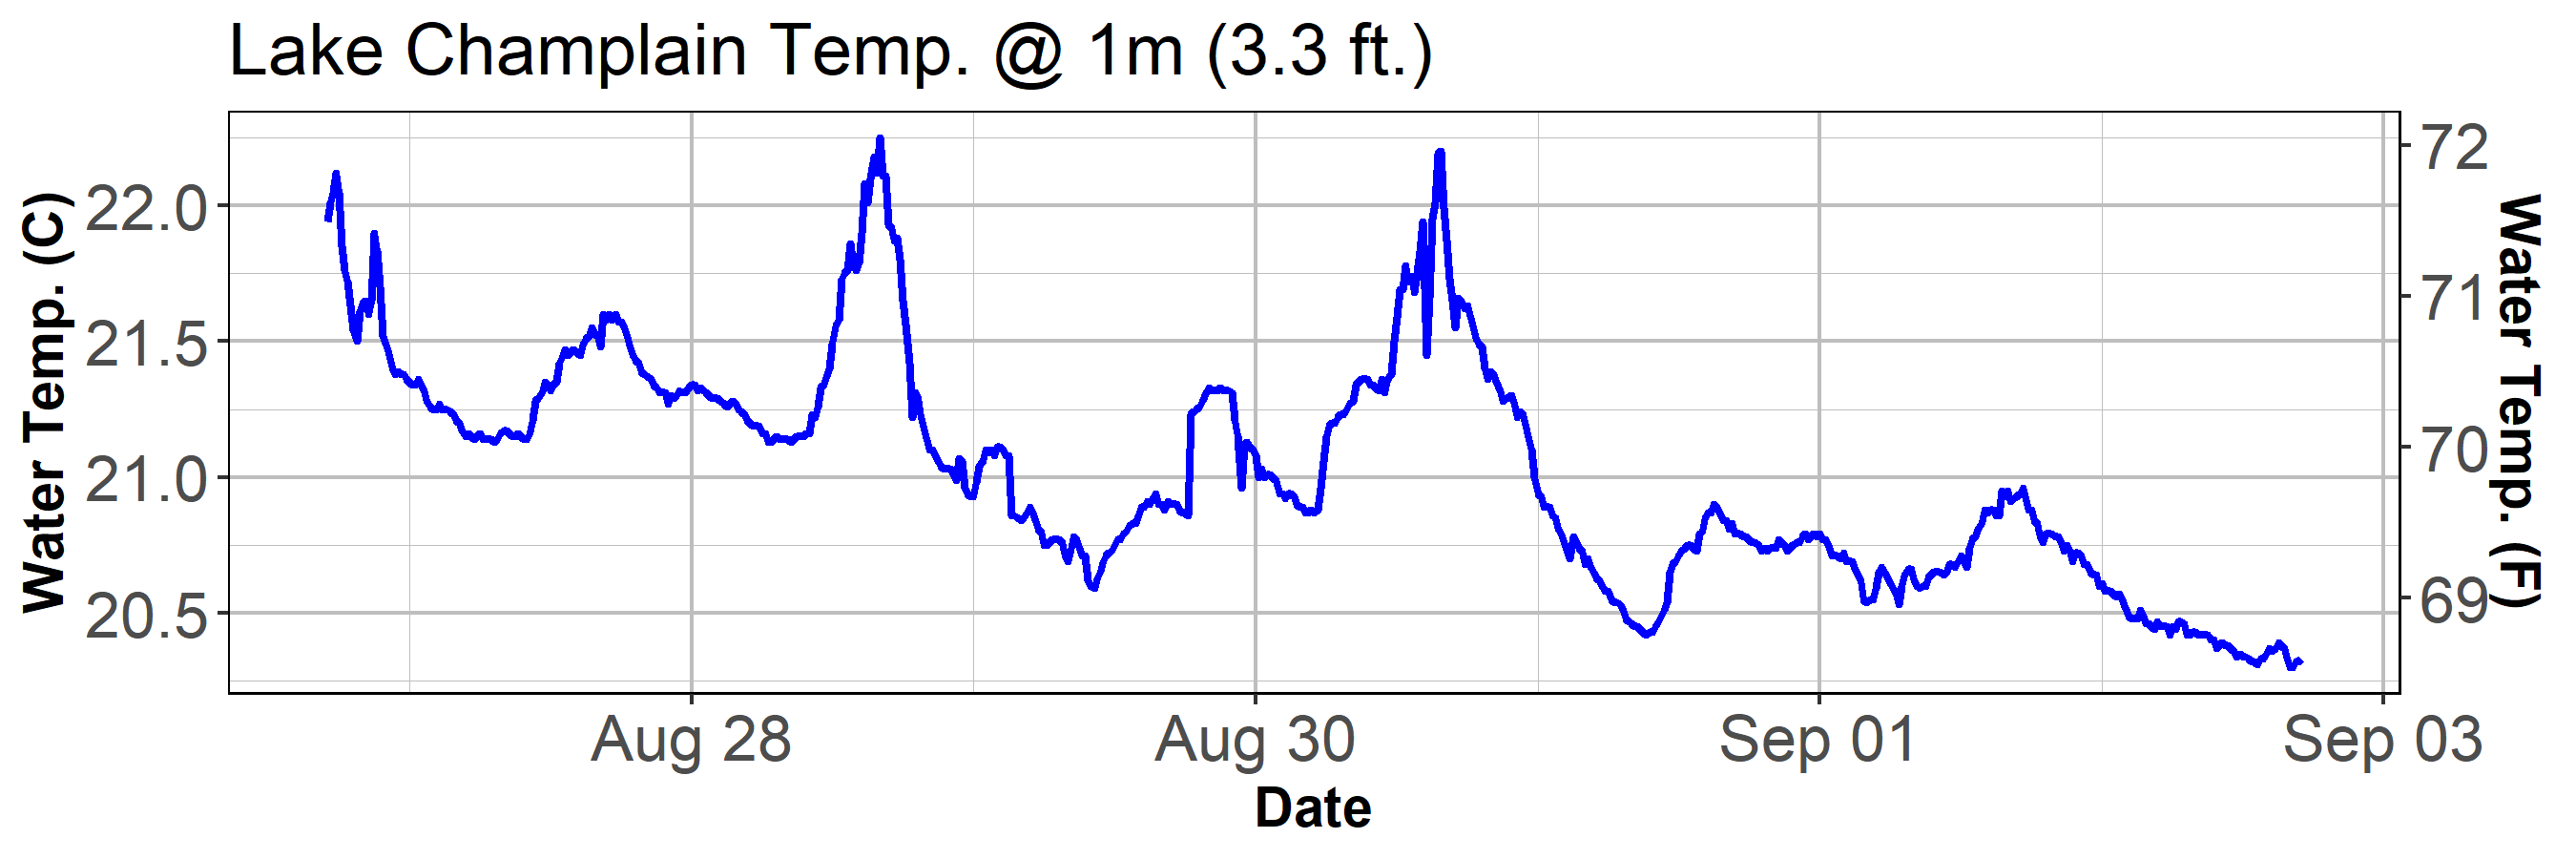 Lake Champlain Temp. @ 1m (3.3 ft.)
Water Temp. (C)
22.0
21.5
21.0
20.5
72
71
70
69
Water Temp. (F)
Aug 28
Aug 30
Sep 01
Sep 03
Date